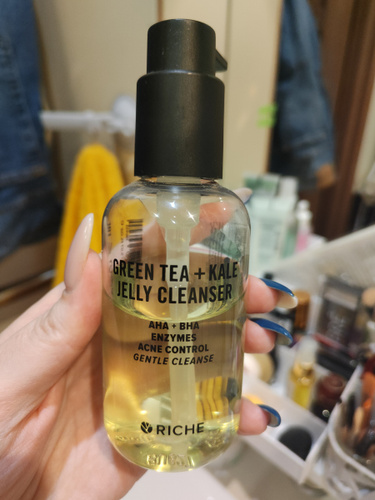 GREEN TEA + KALE
JELLY CLEANSER
AHA + BHA
ENZYMES
ACNE CONTROL
GENTLE CLEANSE
RICHE